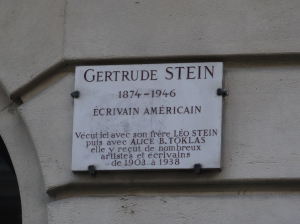 GERTRUDE STEIN
1874-1946
ÉCRIVAIN AMÉRICAIN
Vécut ici avec son frère LÉO STEIN
puis avec ALICE B. TOKLAS
elle y reçut de nombreux
artistes et écrivains
de 1903 à 1938